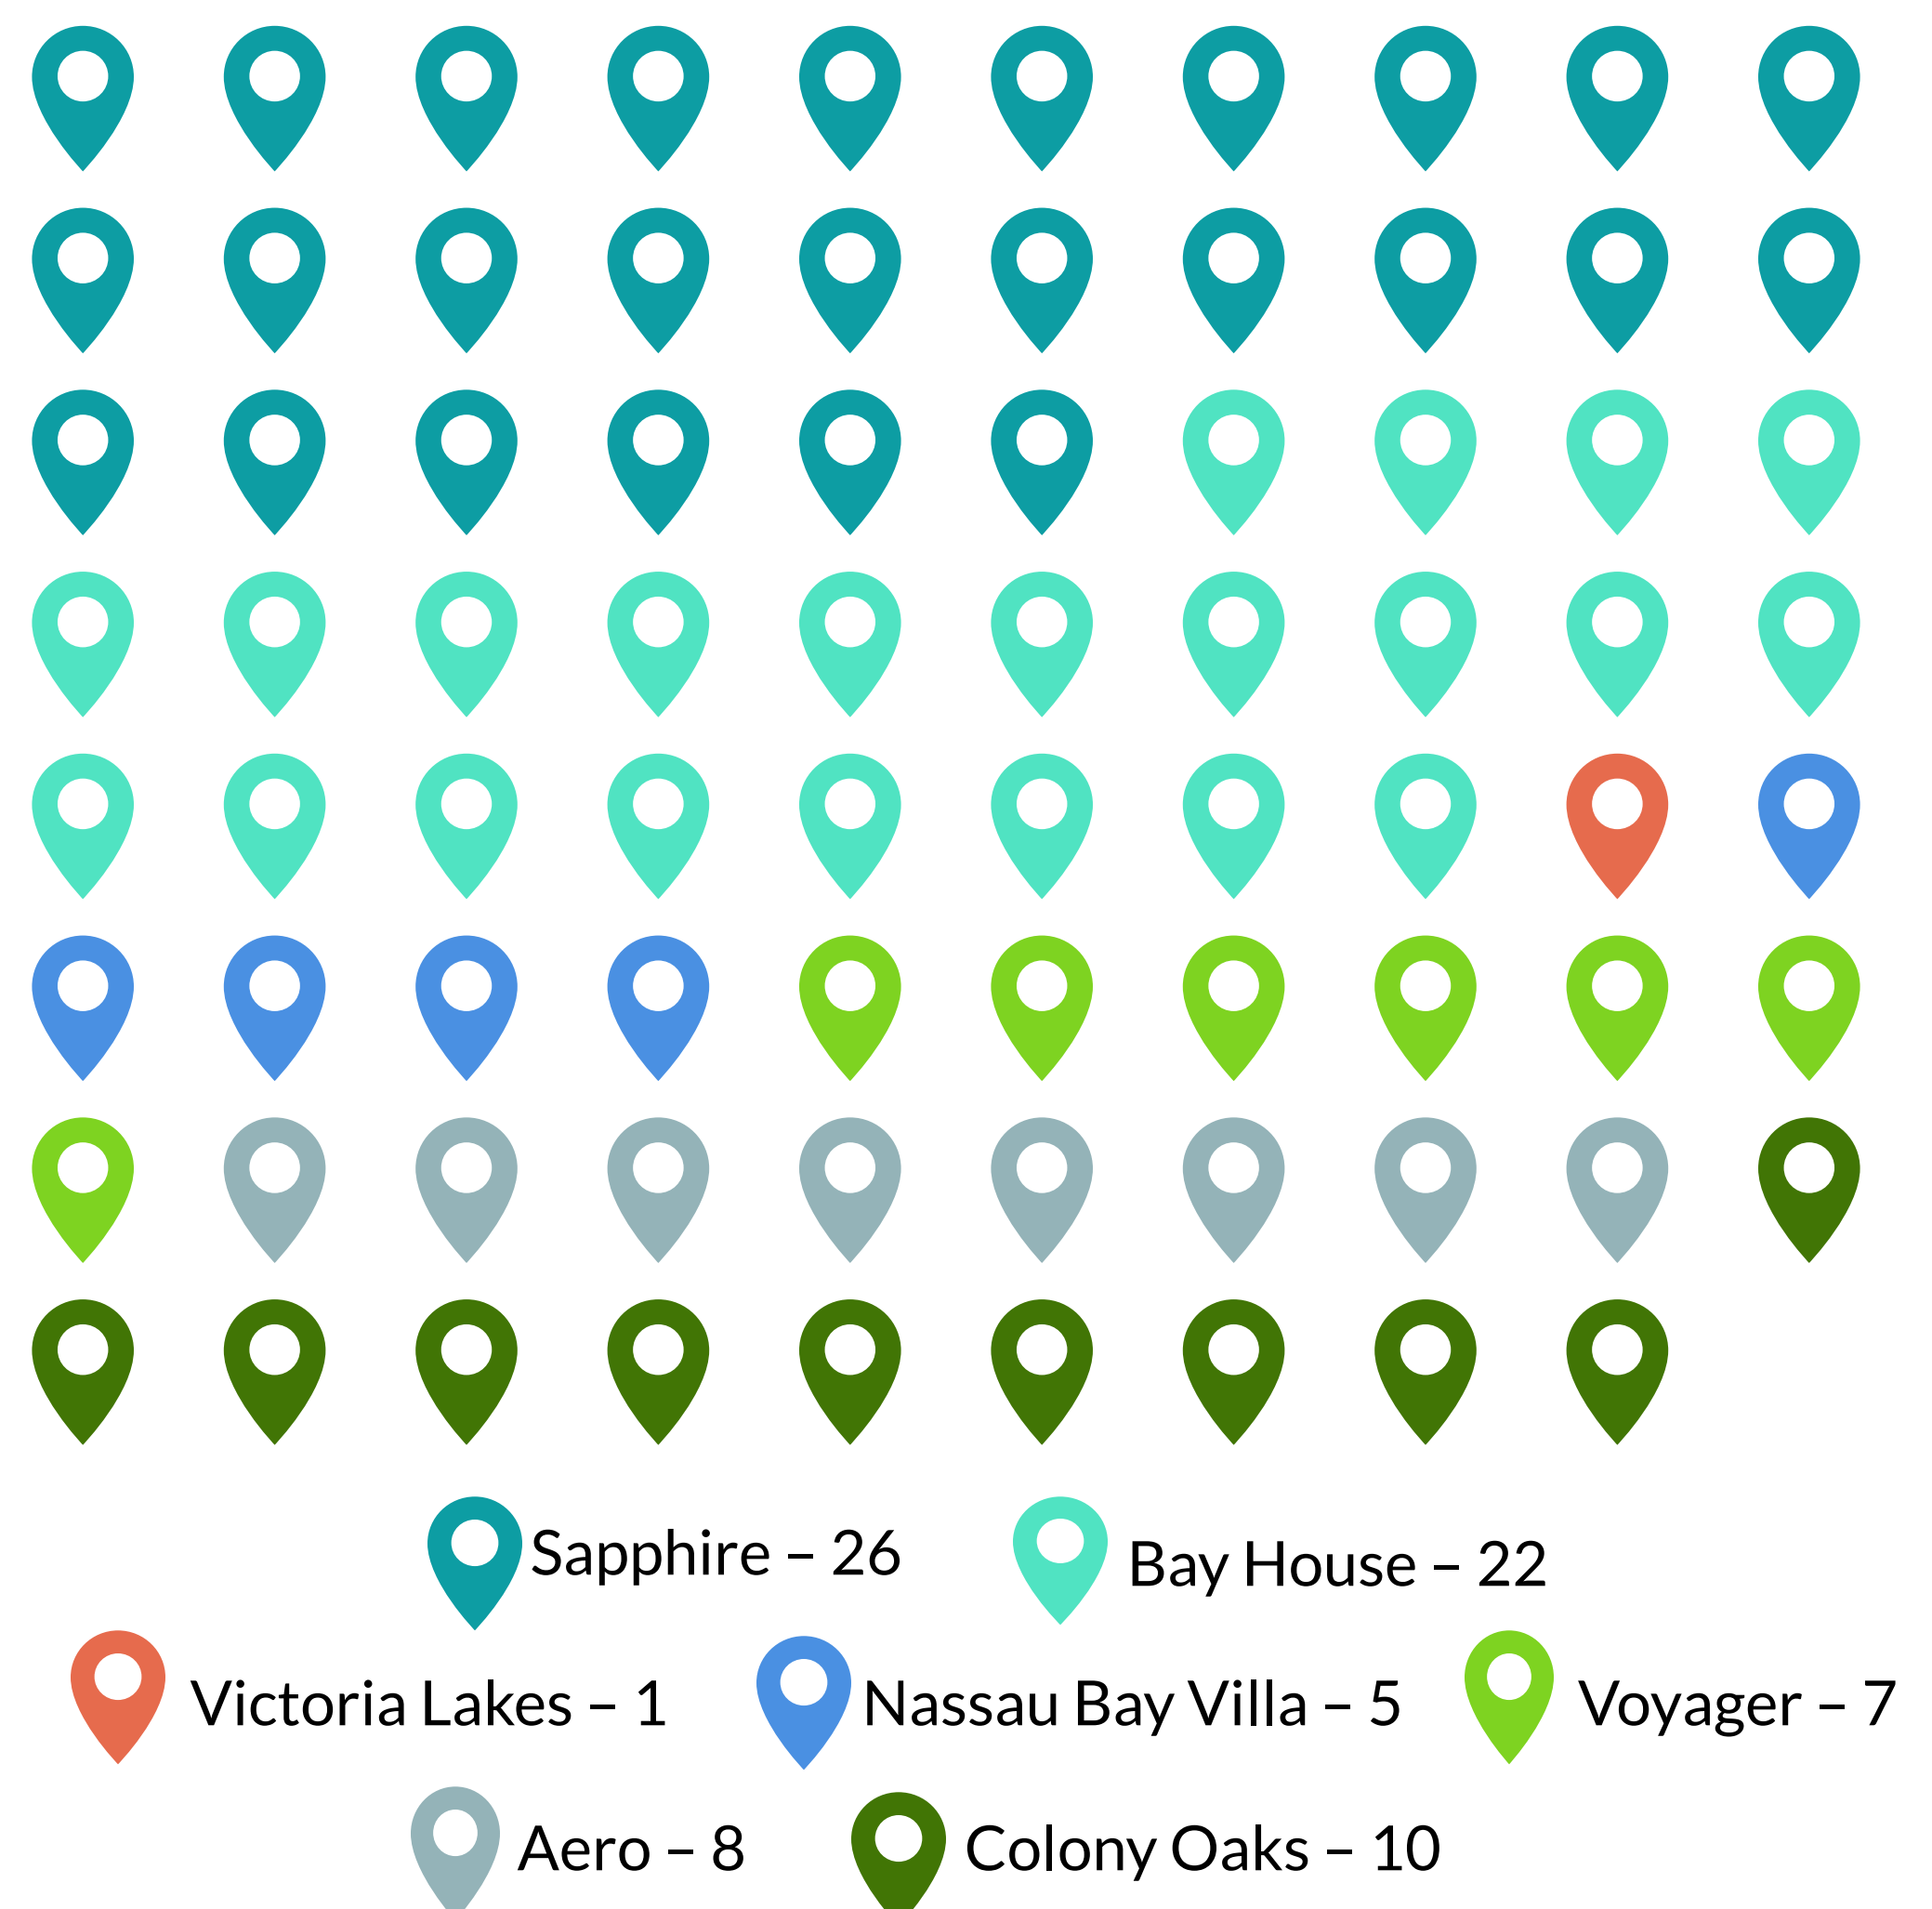 Sapphire – 26
Bay House – 22
Victoria Lakes – 1
Nassau Bay Villa – 5
Voyager – 7
Aero – 8
Colony Oaks – 10